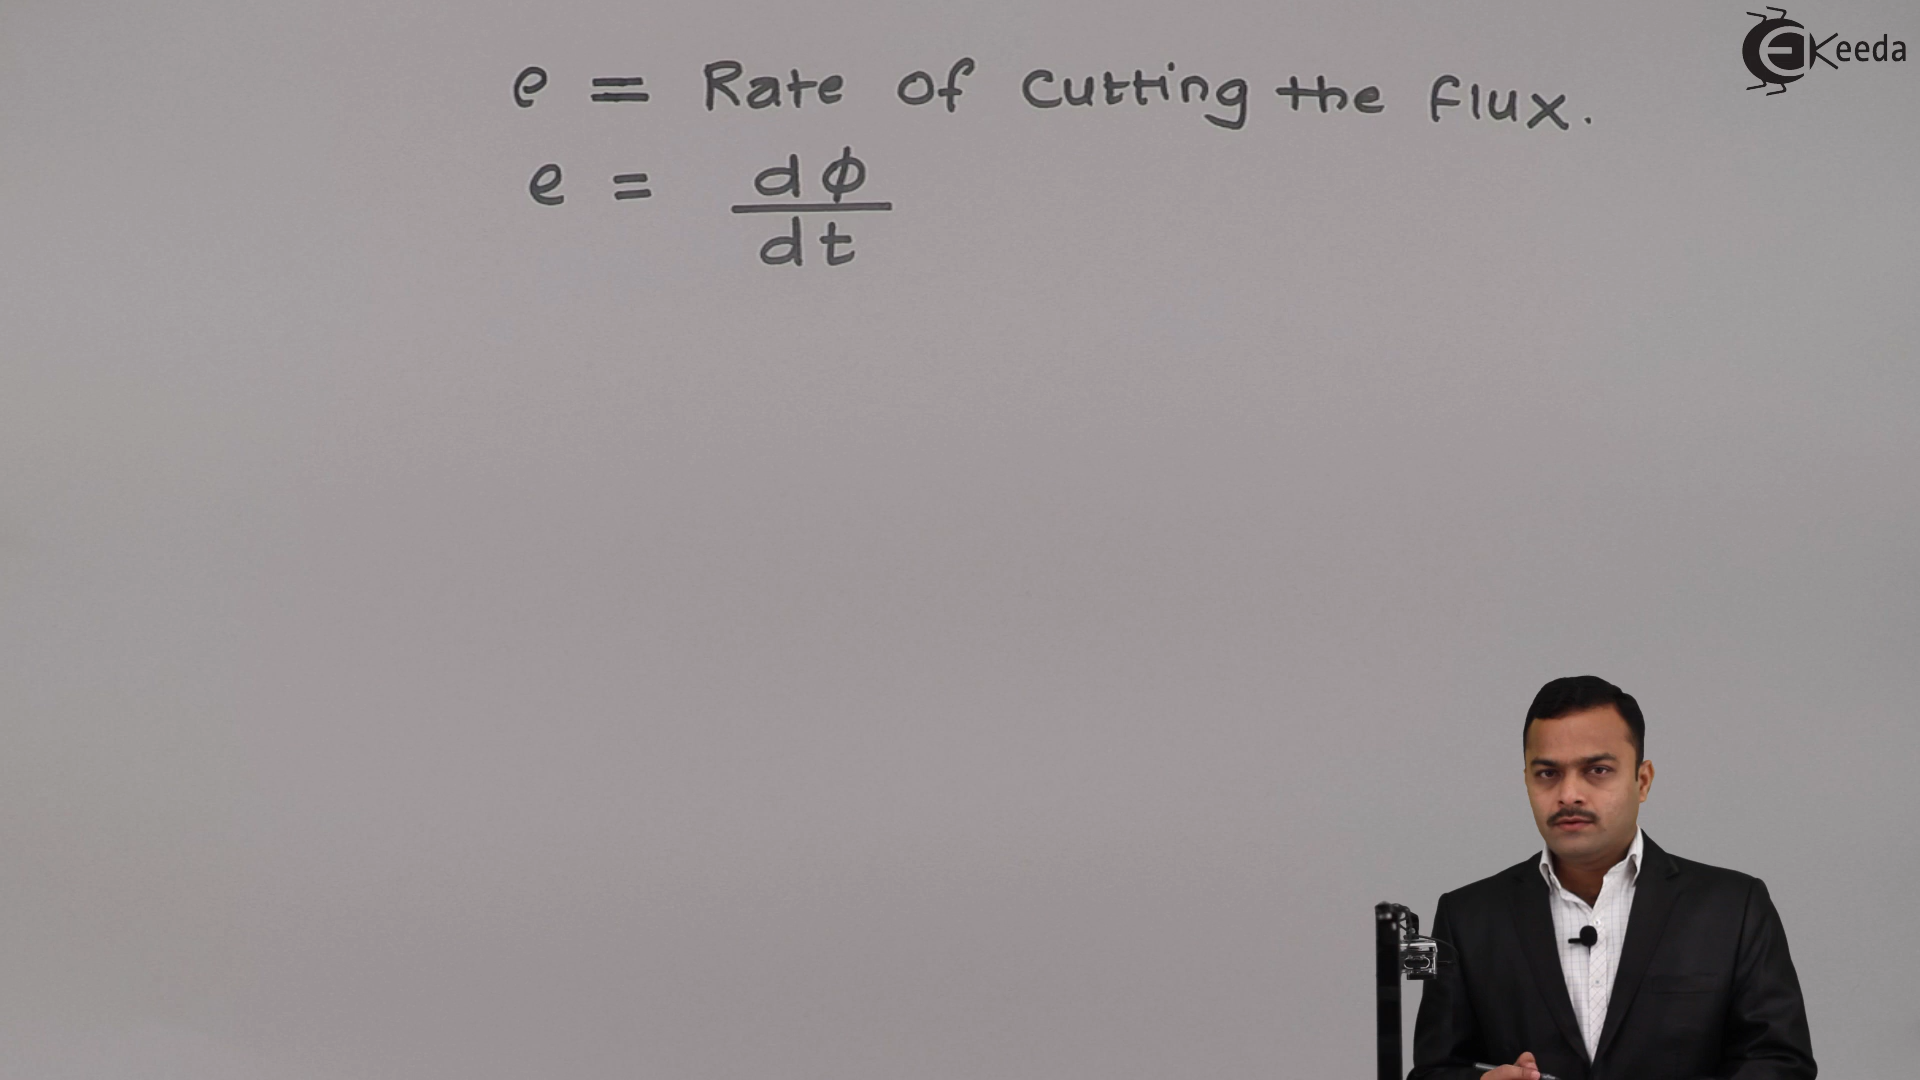 eKeeda
e = Rate of cutting the flux.
e = dϕ
dt